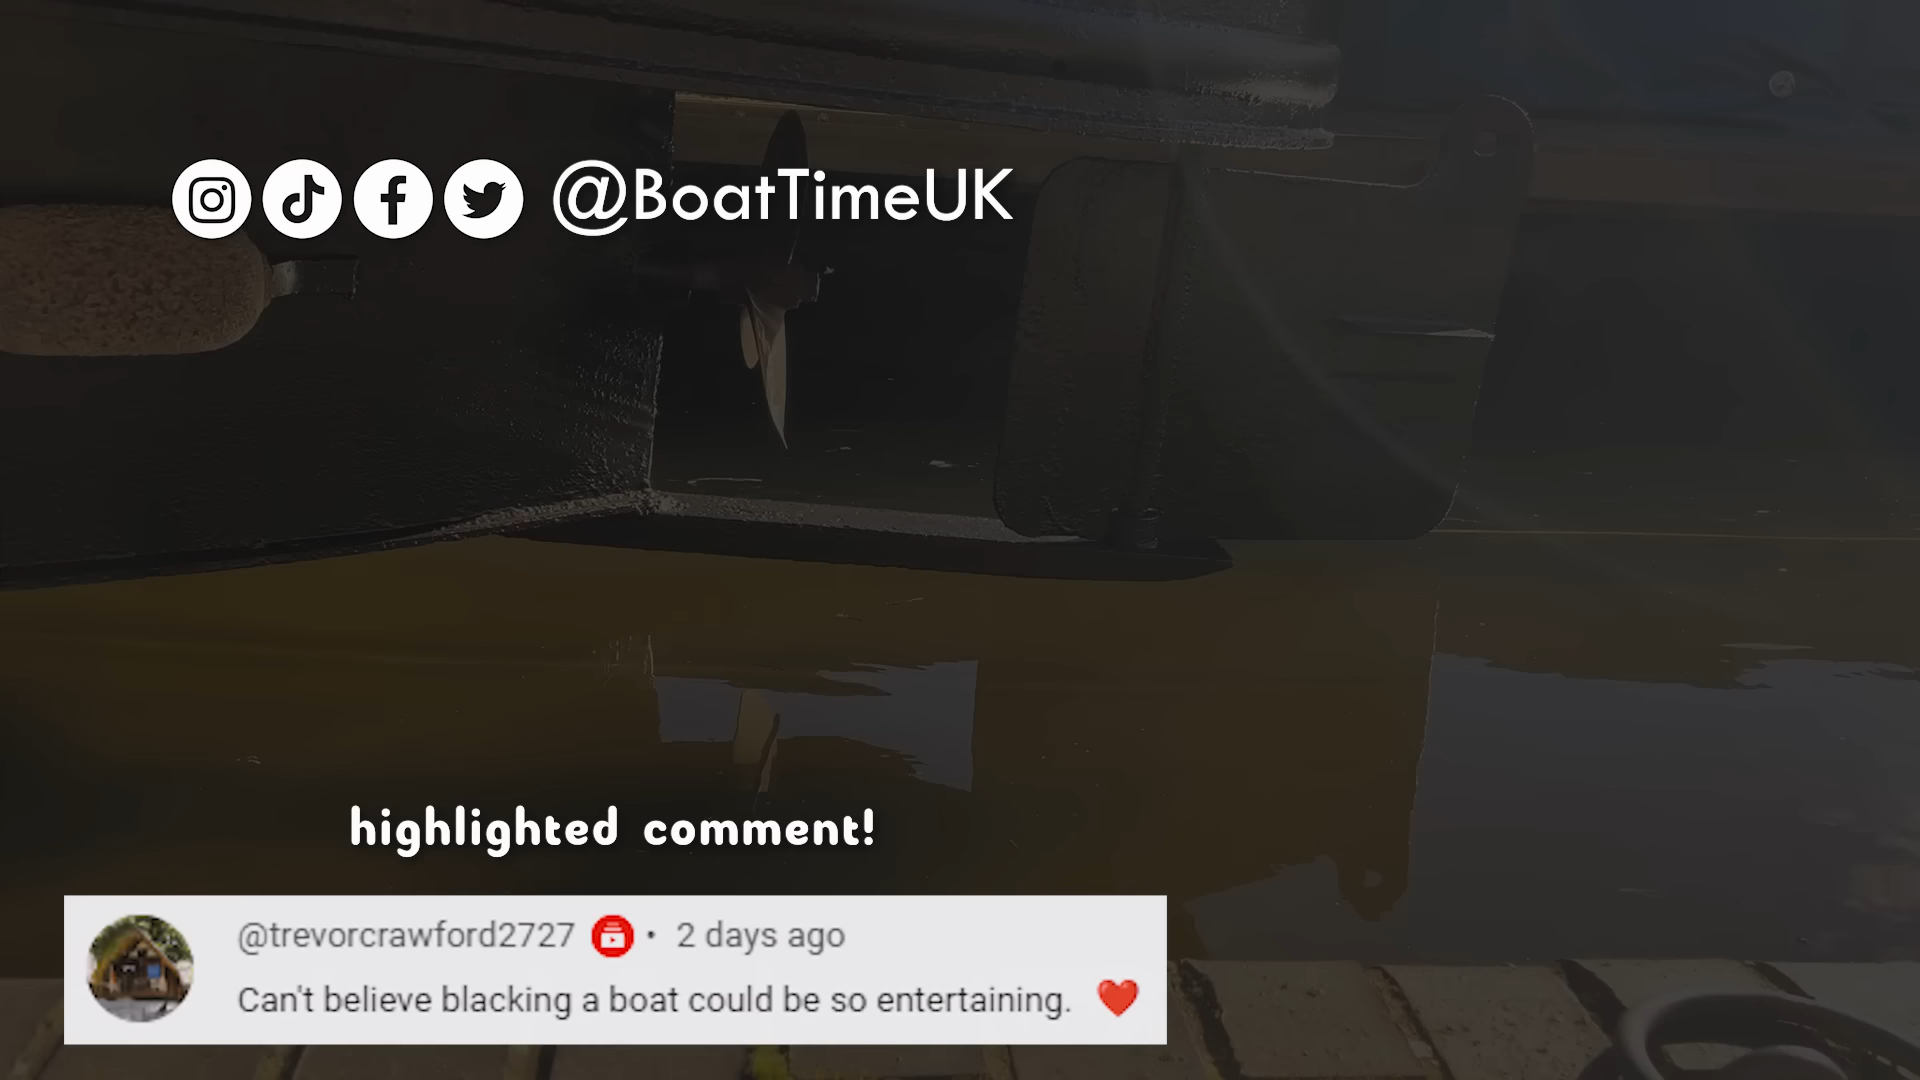 @BoatTimeUK
highlighted comment!
@trevorcrawford2727 • 2 days ago
Can't believe blacking a boat could be so entertaining. ❤️